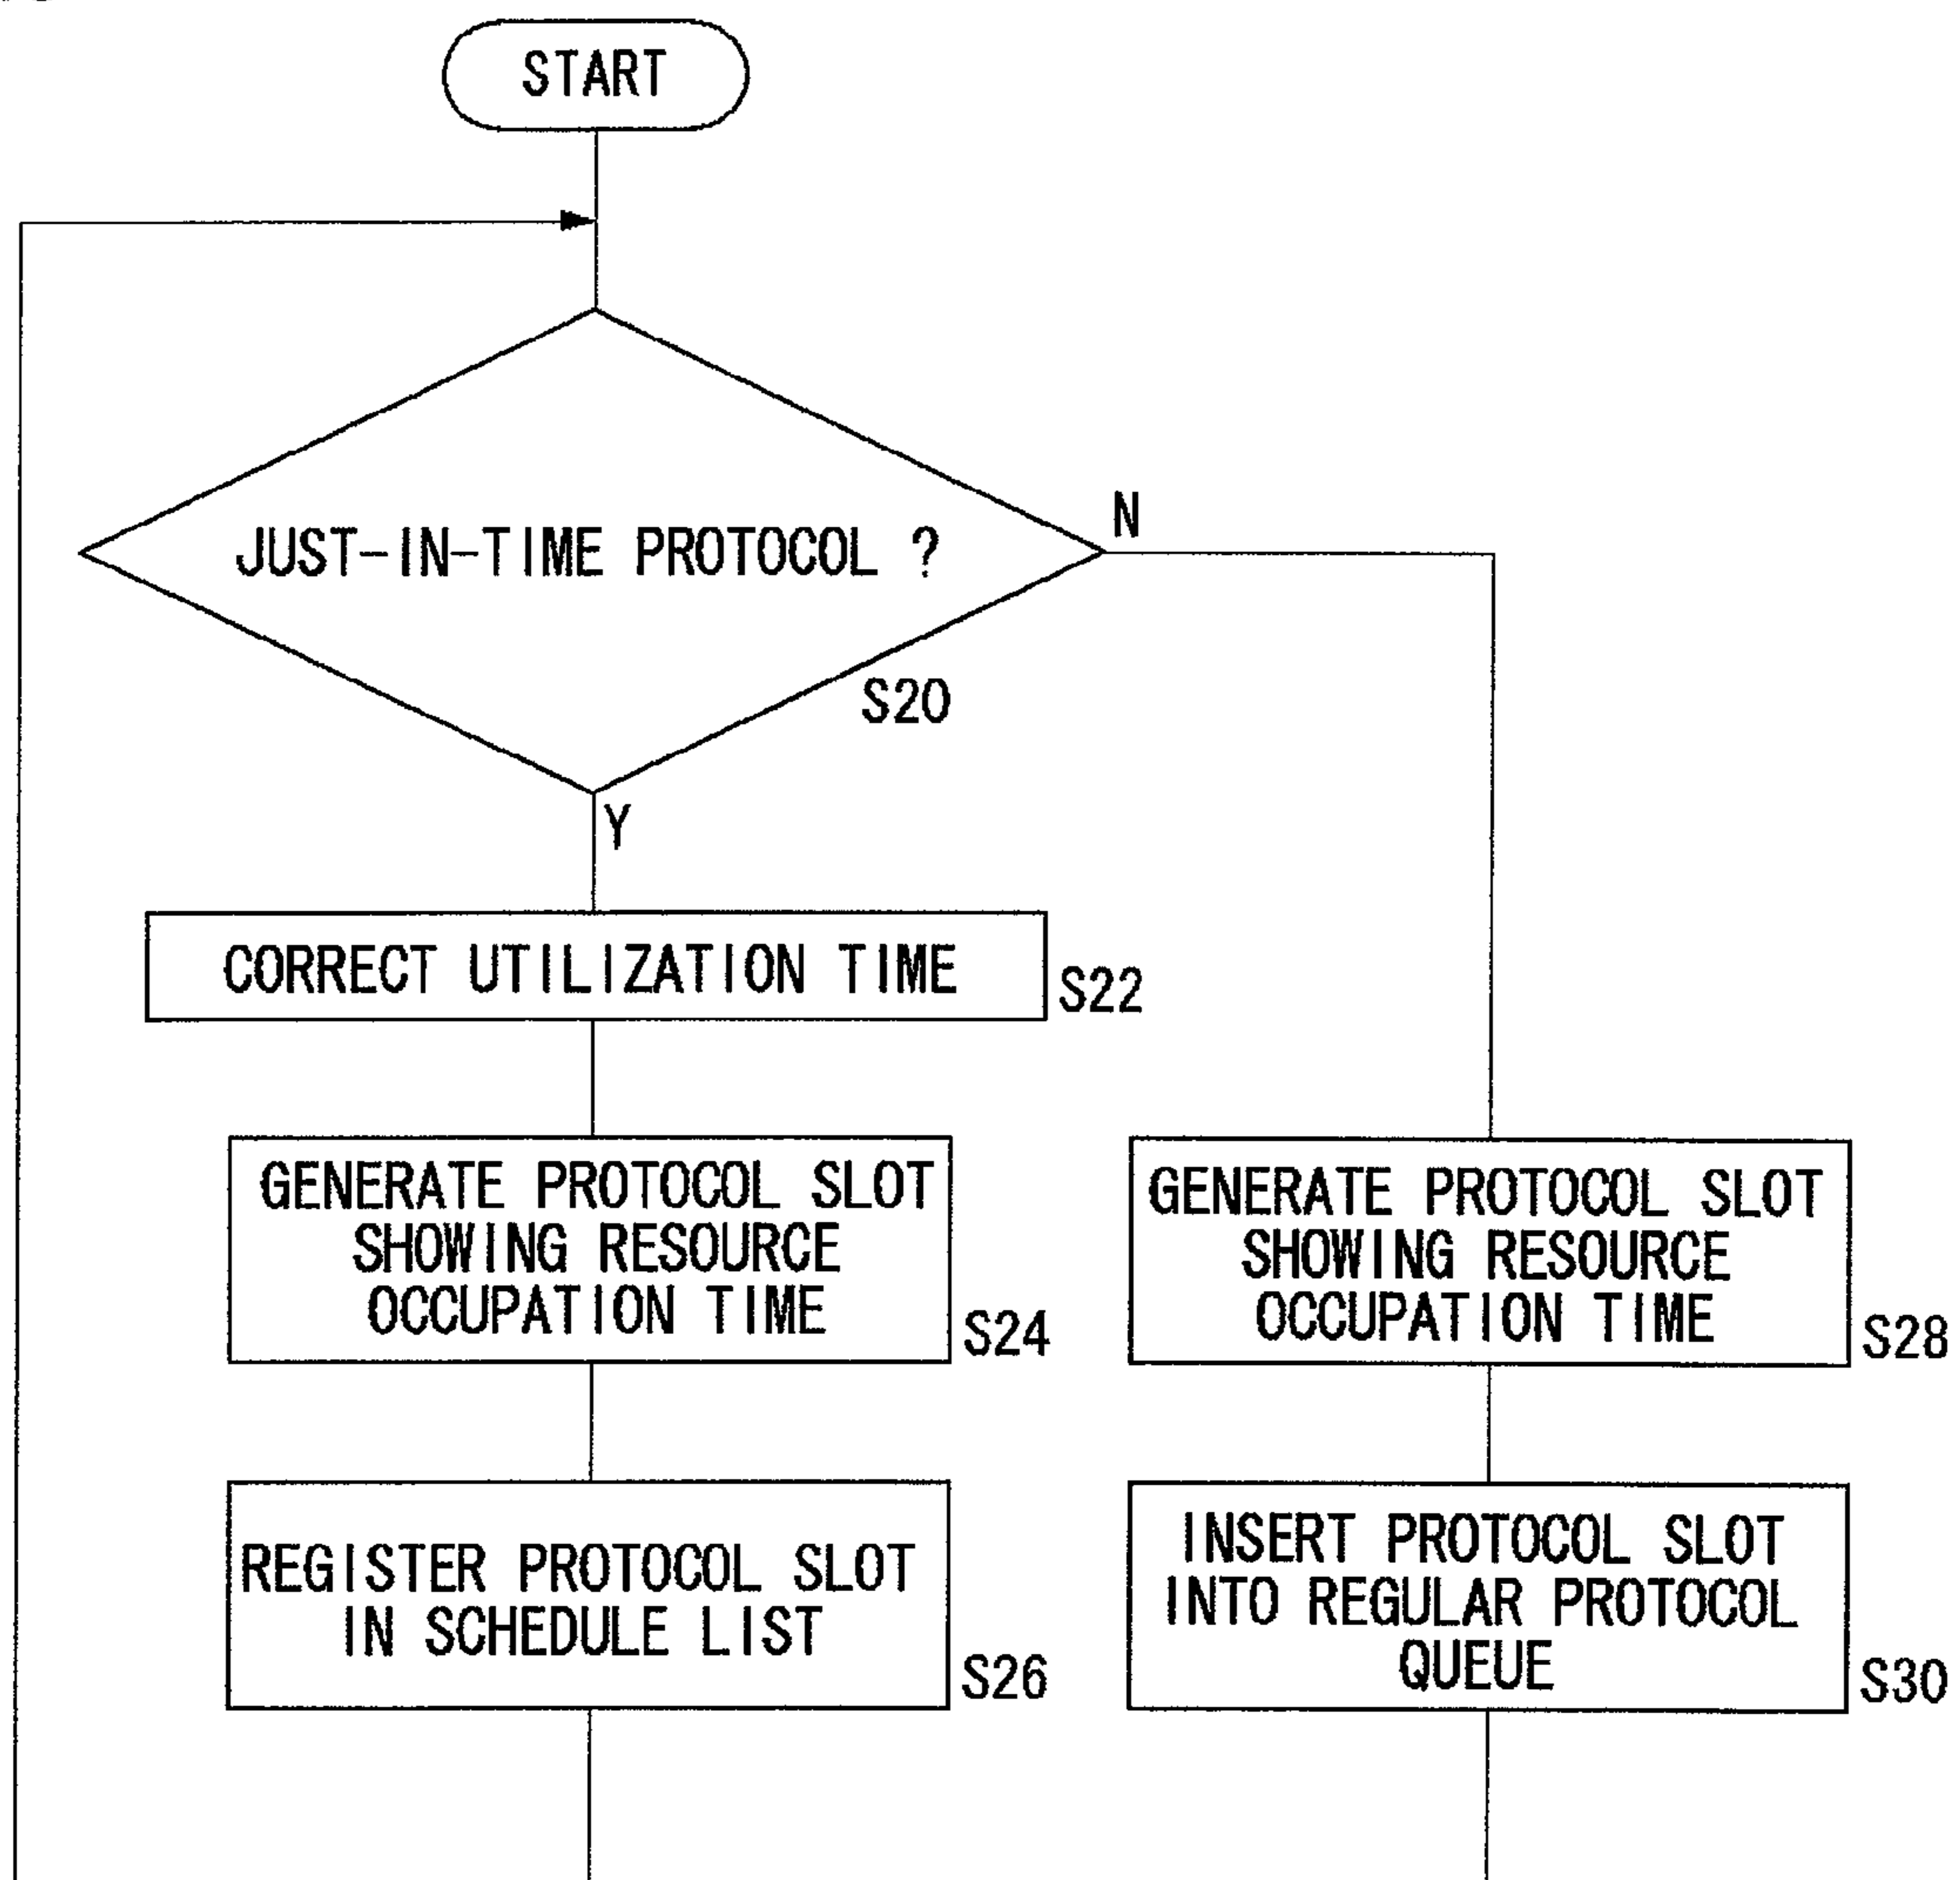 START
JUST-IN-TIME PROTOCOL ?
N
S20
Y
CORRECT UTILIZATION TIME
S22
GENERATE PROTOCOL SLOT
SHOWING RESOURCE
OCCUPATION TIME
S24
GENERATE PROTOCOL SLOT
SHOWING RESOURCE
OCCUPATION TIME
S28
REGISTER PROTOCOL SLOT
IN SCHEDULE LIST
S26
INSERT PROTOCOL SLOT
INTO REGULAR PROTOCOL
QUEUE
S30